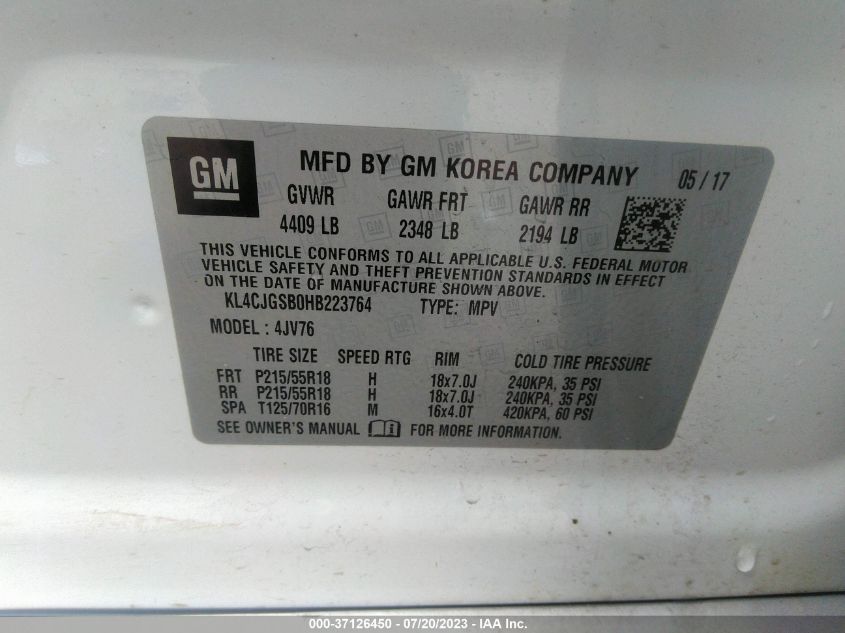 GM
MFD BY GM KOREA COMPANY 05 / 17
GVWR GAWR FRT GAWR RR
4409 LB 2348 LB 2194 LB
THIS VEHICLE CONFORMS TO ALL APPLICABLE U.S. FEDERAL MOTOR
VEHICLE SAFETY AND THEFT PREVENTION STANDARDS IN EFFECT
ON THE DATE OF MANUFACTURE SHOWN ABOVE.
KL4CJGSB0HB223764 TYPE: MPV
MODEL : 4JV76
TIRE SIZE SPEED RTG RIM COLD TIRE PRESSURE
FRT P215/55R18 H 18x7.0J 240KPA, 35 PSI
RR P215/55R18 H 18x7.0J 240KPA, 35 PSI
SPA T125/70R16 M 16x4.0T 420KPA, 60 PSI
SEE OWNER'S MANUAL FOR MORE INFORMATION.
000-37126450 - 07/20/2023 - IAA Inc.